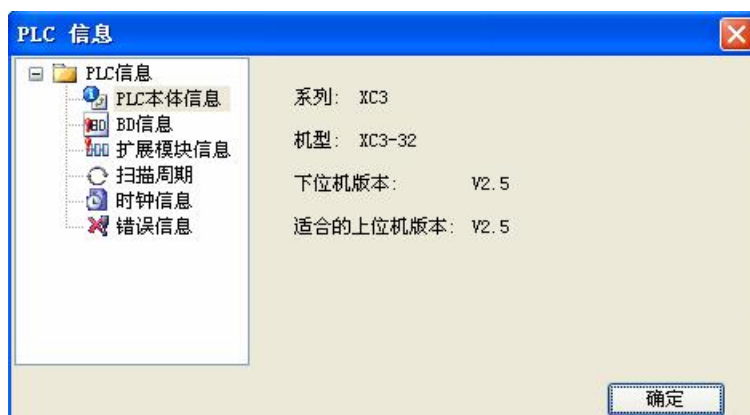 PLC 信息
PLC信息
PLC本体信息
BD信息
扩展模块信息
扫描周期
时钟信息
错误信息
系列: XC3
机型: XC3-32
下位机版本: V2.5
适合的上位机版本: V2.5
确定